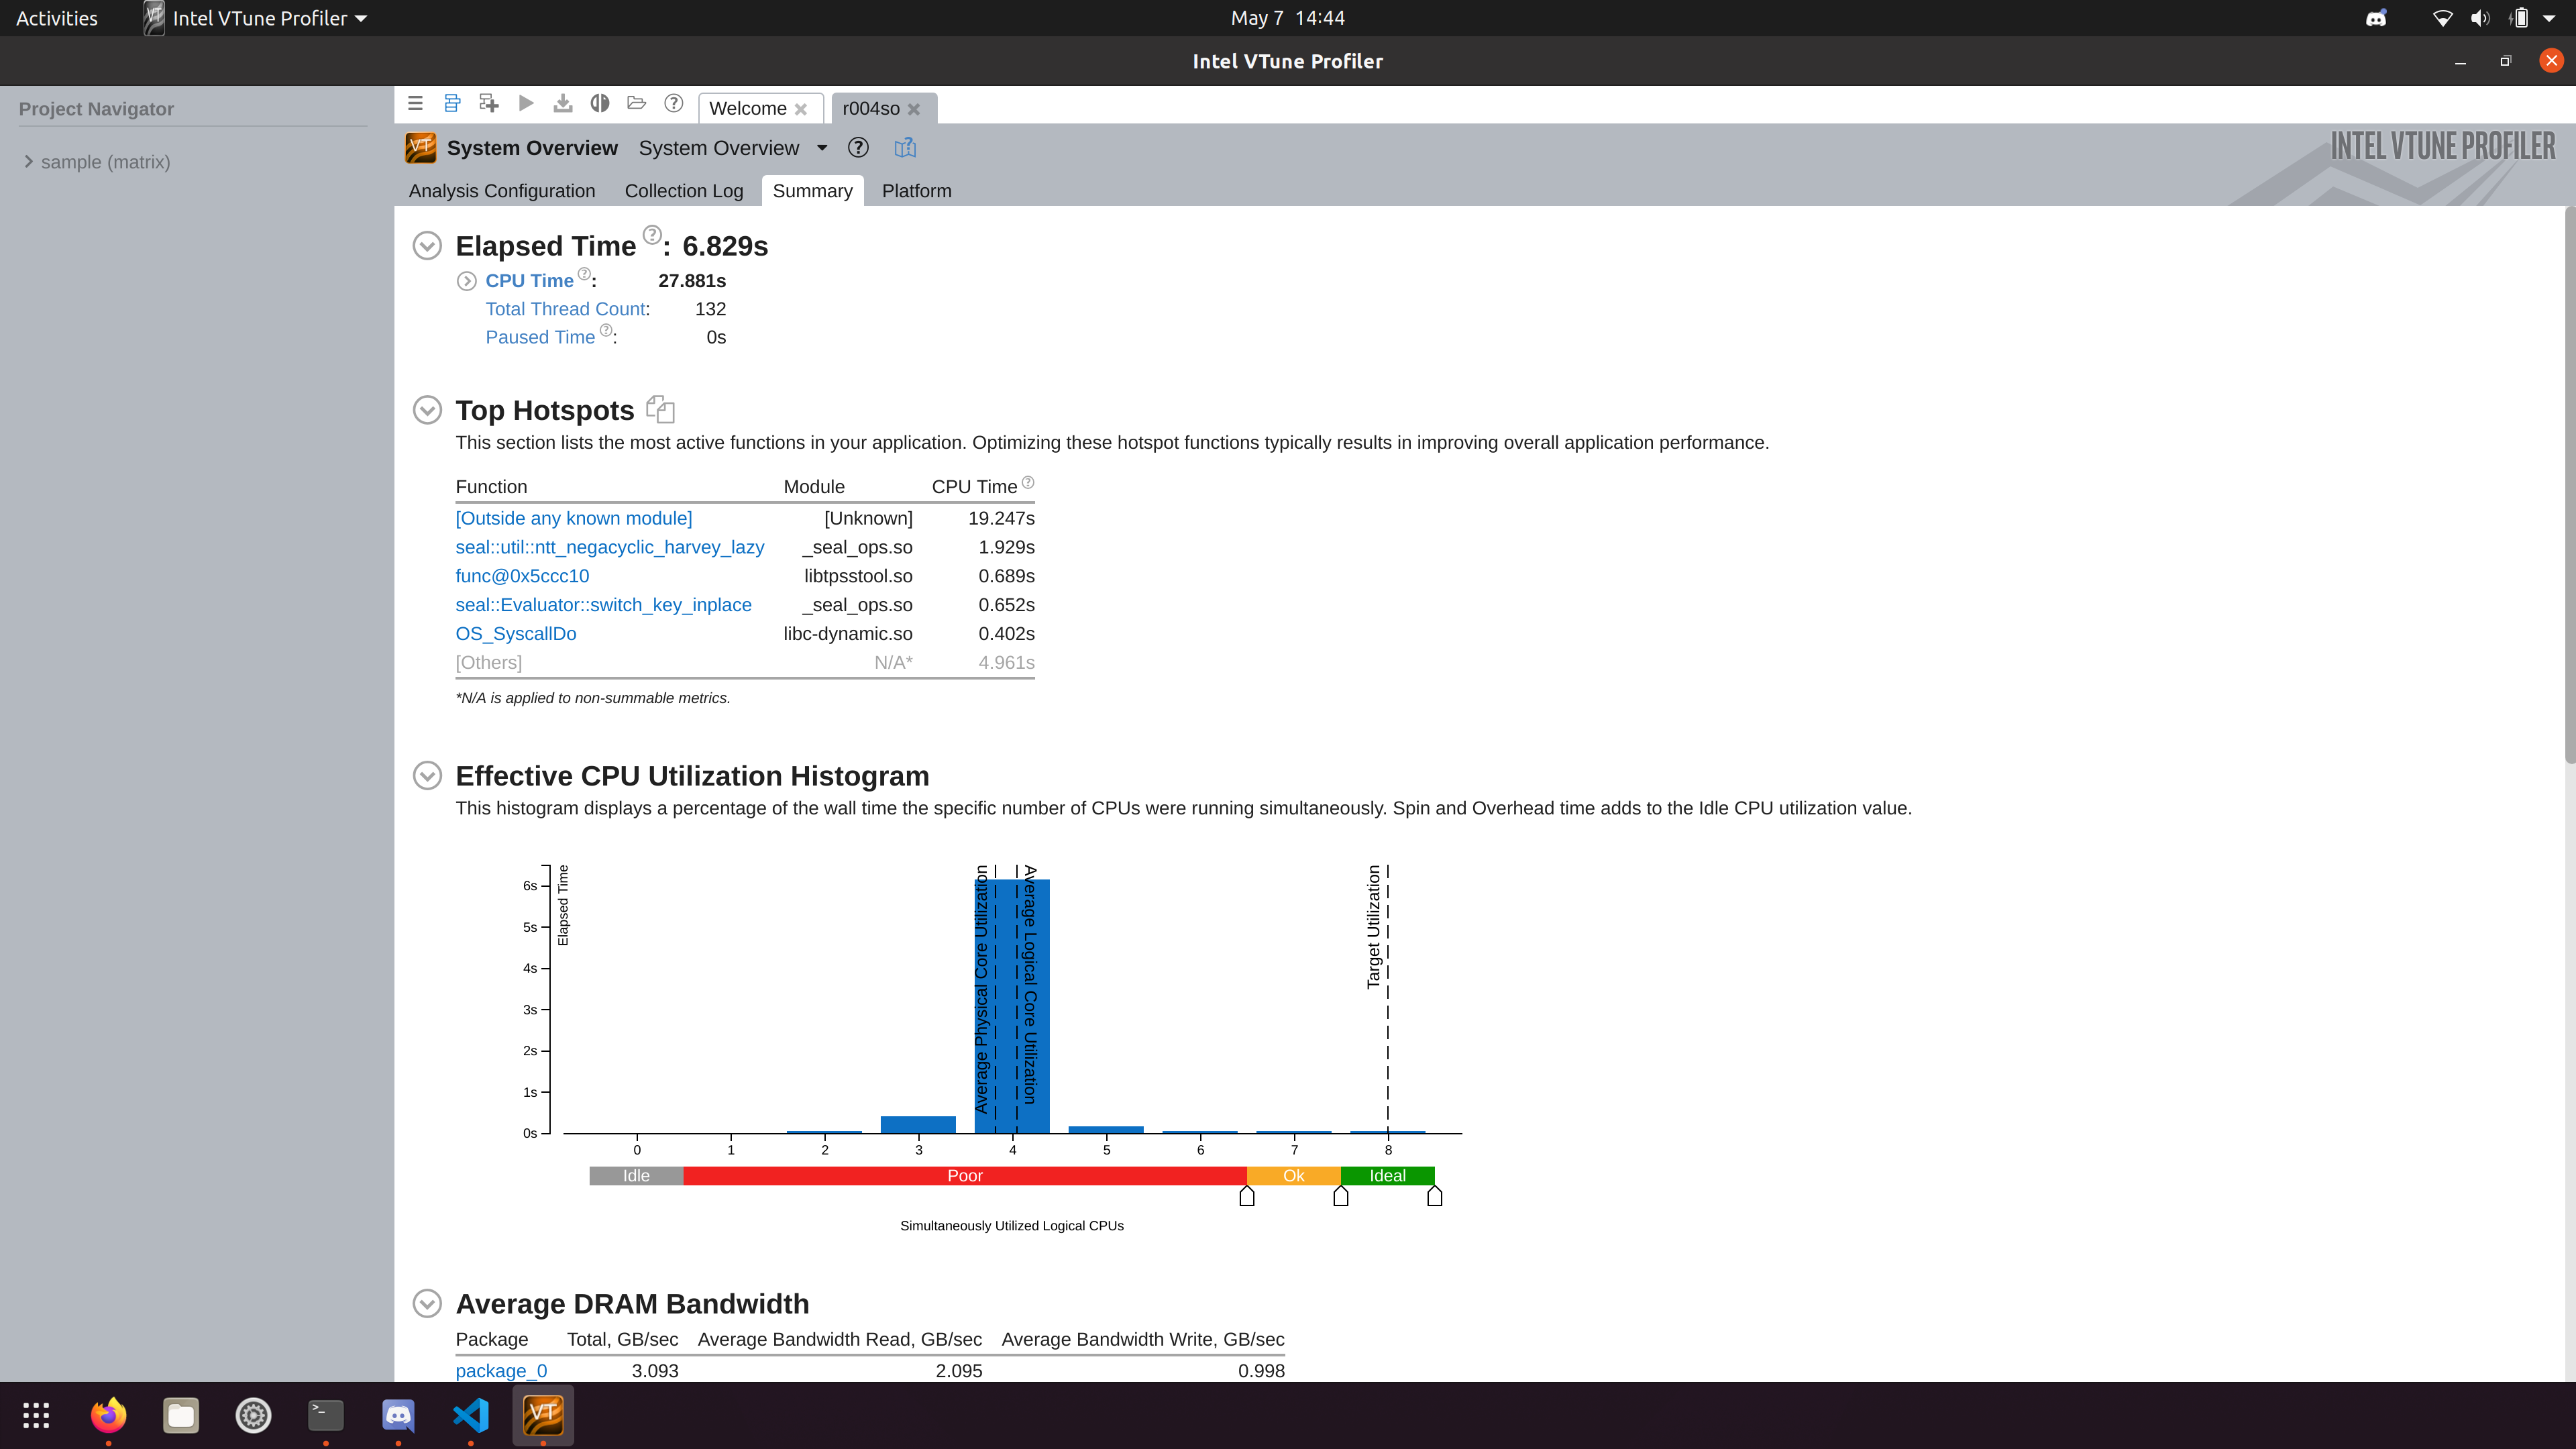 Activities Intel VTune Profiler May 7 14:44
Intel VTune Profiler
Project Navigator
sample (matrix)
Welcome r004so
VT System Overview System Overview INTEL VTUNE PROFILER
Analysis Configuration Collection Log Summary Platform
Elapsed Time ?: 6.829s
CPU Time ?: 27.881s
Total Thread Count: 132
Paused Time ?: 0s
Top Hotspots
This section lists the most active functions in your application. Optimizing these hotspot functions typically results in improving overall application performance.
Function Module CPU Time ?
[Outside any known module] [Unknown] 19.247s
seal::util::ntt_negacyclic_harvey_lazy _seal_ops.so 1.929s
func@0x5ccc10 libtpsstool.so 0.689s
seal::Evaluator::switch_key_inplace _seal_ops.so 0.652s
OS_SyscallDo libc-dynamic.so 0.402s
[Others] N/A* 4.961s
*N/A is applied to non-summable metrics.
Effective CPU Utilization Histogram
This histogram displays a percentage of the wall time the specific number of CPUs were running simultaneously. Spin and Overhead time adds to the Idle CPU utilization value.
6s
5s
4s
3s
2s
1s
0s
Elapsed Time
Average Physical Core Utilization
Average Logical Core Utilization
Target Utilization
0 1 2 3 4 5 6 7 8
Idle Poor Ok Ideal
Simultaneously Utilized Logical CPUs
Average DRAM Bandwidth
Package Total, GB/sec Average Bandwidth Read, GB/sec Average Bandwidth Write, GB/sec
package_0 3.093 2.095 0.998
VT